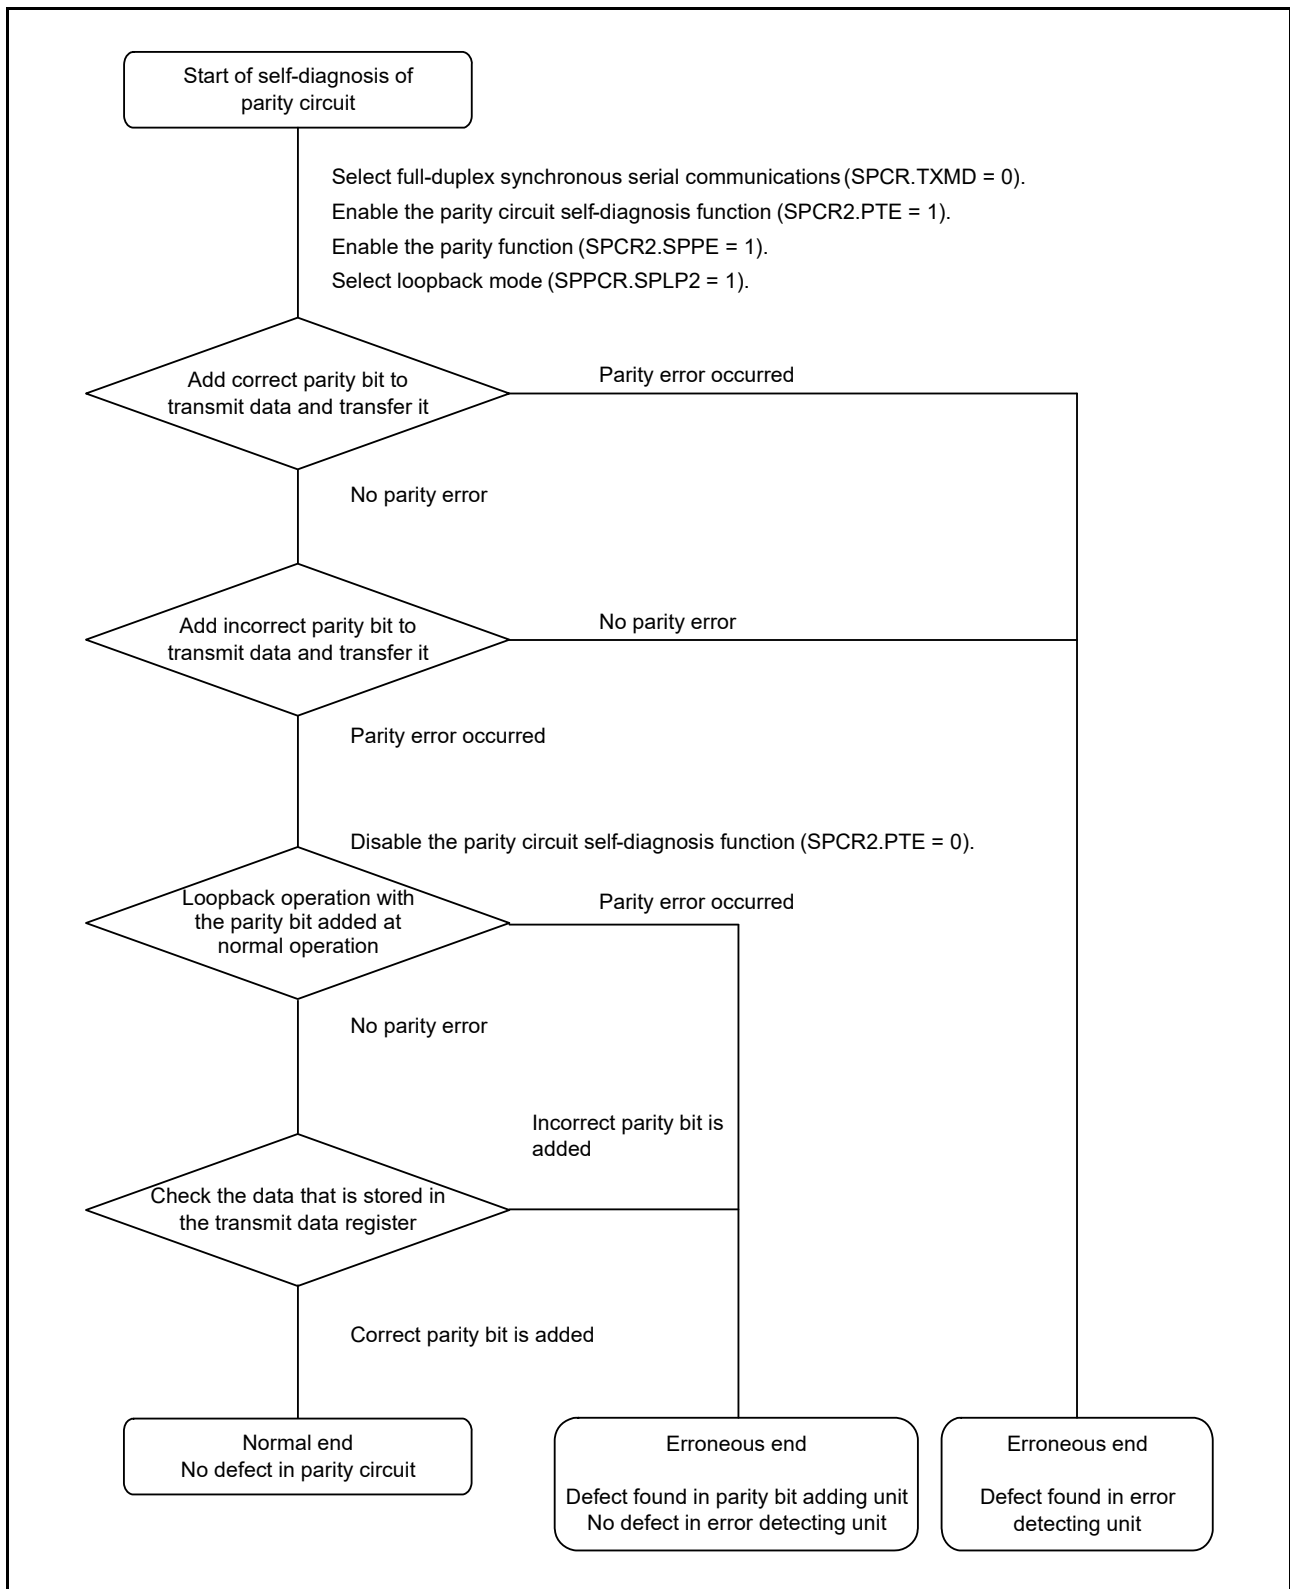 Start of self-diagnosis of
parity circuit
Select full-duplex synchronous serial communications (SPCR.TXMD = 0).
Enable the parity circuit self-diagnosis function (SPCR2.PTE = 1).
Enable the parity function (SPCR2.SPPE = 1).
Select loopback mode (SPPCR.SPLP2 = 1).
Add correct parity bit to
transmit data and transfer it
Parity error occurred
No parity error
Add incorrect parity bit to
transmit data and transfer it
No parity error
Parity error occurred
Disable the parity circuit self-diagnosis function (SPCR2.PTE = 0).
Loopback operation with
the parity bit added at
normal operation
Parity error occurred
No parity error
Incorrect parity bit is
added
Check the data that is stored in
the transmit data register
Correct parity bit is added
Normal end
No defect in parity circuit
Erroneous end
Defect found in parity bit adding unit
No defect in error detecting unit
Erroneous end
Defect found in error
detecting unit